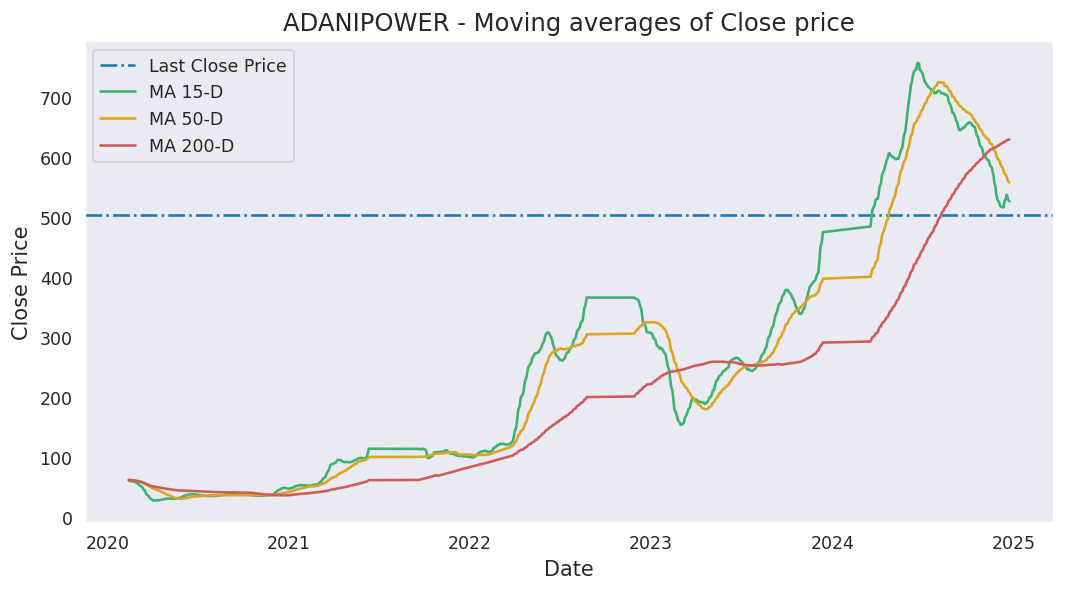 ADANIPOWER - Moving averages of Close price
Last Close Price
MA 15-D
MA 50-D
MA 200-D
Close Price
700
600
500
400
300
200
100
0
2020 2021 2022 2023 2024 2025
Date